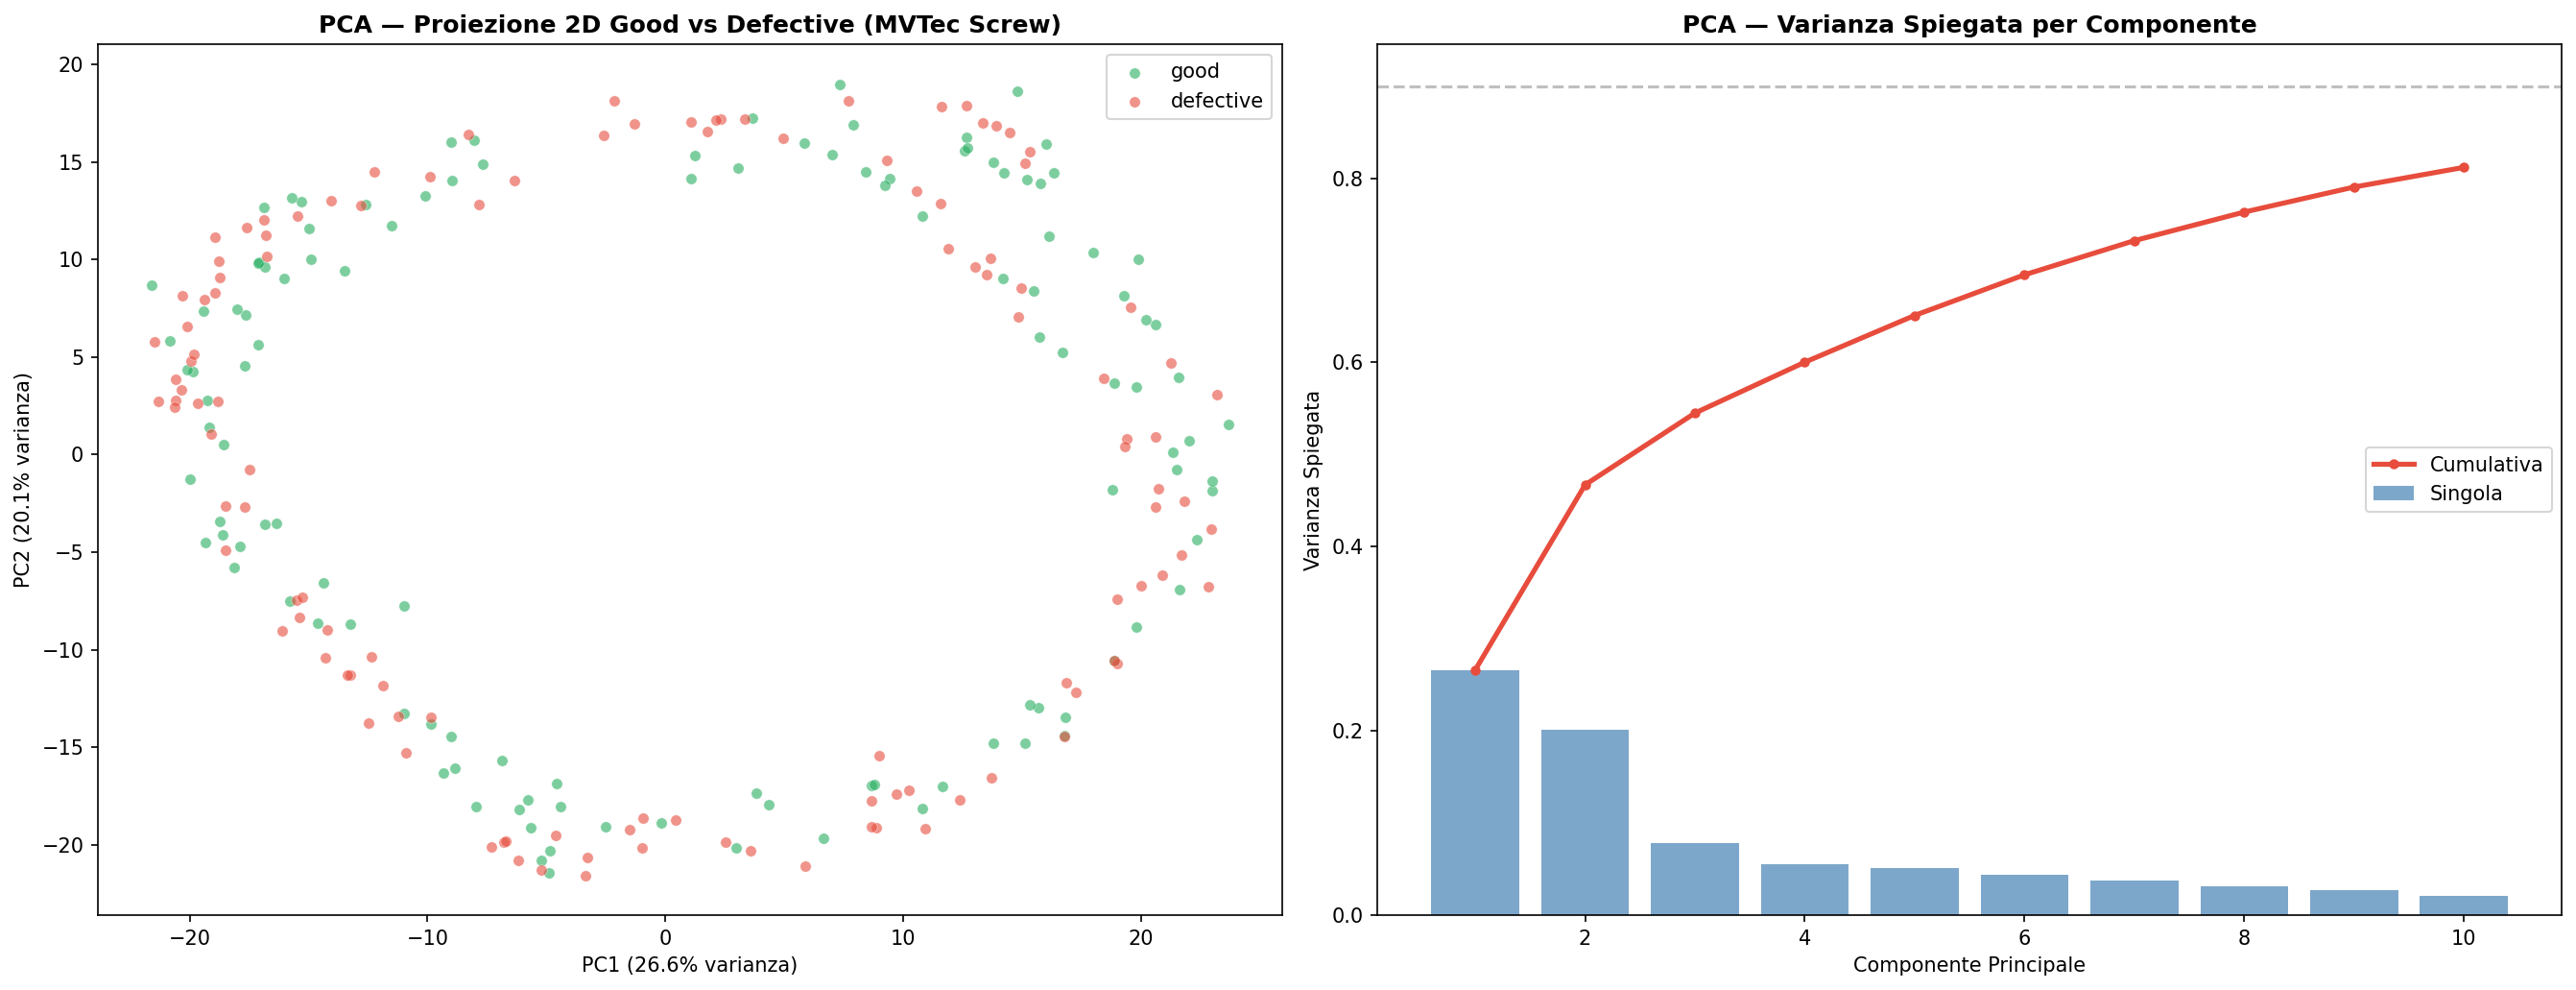 PCA — Proiezione 2D Good vs Defective (MVTec Screw)
good
defective
20
15
10
5
0
−5
−10
−15
−20
PC2 (20.1% varianza)
−20
−10
0
10
20
PC1 (26.6% varianza)
PCA — Varianza Spiegata per Componente
0.8
0.6
0.4
0.2
0.0
Varianza Spiegata
Cumulativa
Singola
2
4
6
8
10
Componente Principale